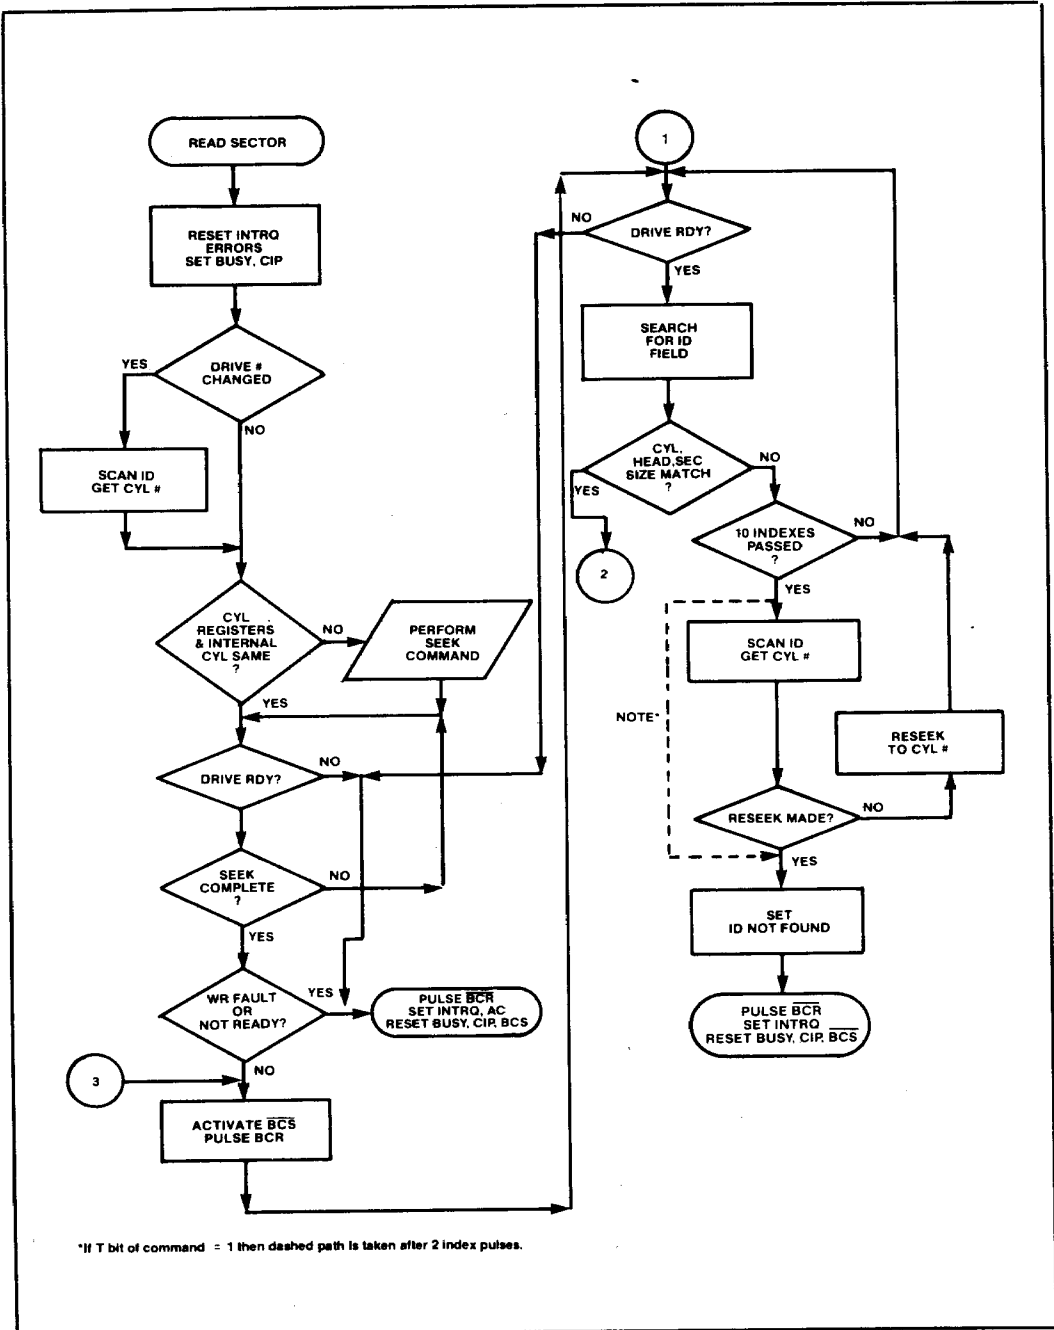 READ SECTOR
RESET INTRQ
ERRORS
SET BUSY, CIP
DRIVE #
CHANGED
YES
NO
SCAN ID
GET CYL #
CYL
REGISTERS
& INTERNAL
CYL SAME
?
NO
YES
PERFORM
SEEK
COMMAND
DRIVE RDY?
NO
SEEK
COMPLETE
?
NO
YES
WR FAULT
OR
NOT READY?
YES
NO
PULSE BCR
SET INTRQ, AC
RESET BUSY, CIP, BCS
3
ACTIVATE BCS
PULSE BCR
1
DRIVE RDY?
NO
YES
SEARCH
FOR ID
FIELD
CYL,
HEAD, SEC
SIZE MATCH
?
YES
NO
2
10 INDEXES
PASSED
?
NO
YES
SCAN ID
GET CYL #
NOTE*
RESEEK
TO CYL #
RESEEK MADE?
NO
YES
SET
ID NOT FOUND
PULSE BCR
SET INTRQ
RESET BUSY, CIP, BCS
*If T bit of command = 1 then dashed path is taken after 2 index pulses.